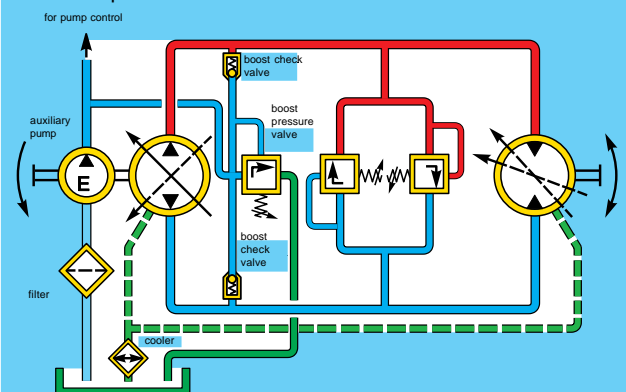 for pump control
boost check
valve
auxiliary
pump
boost
pressure
valve
E
boost
check
valve
filter
cooler